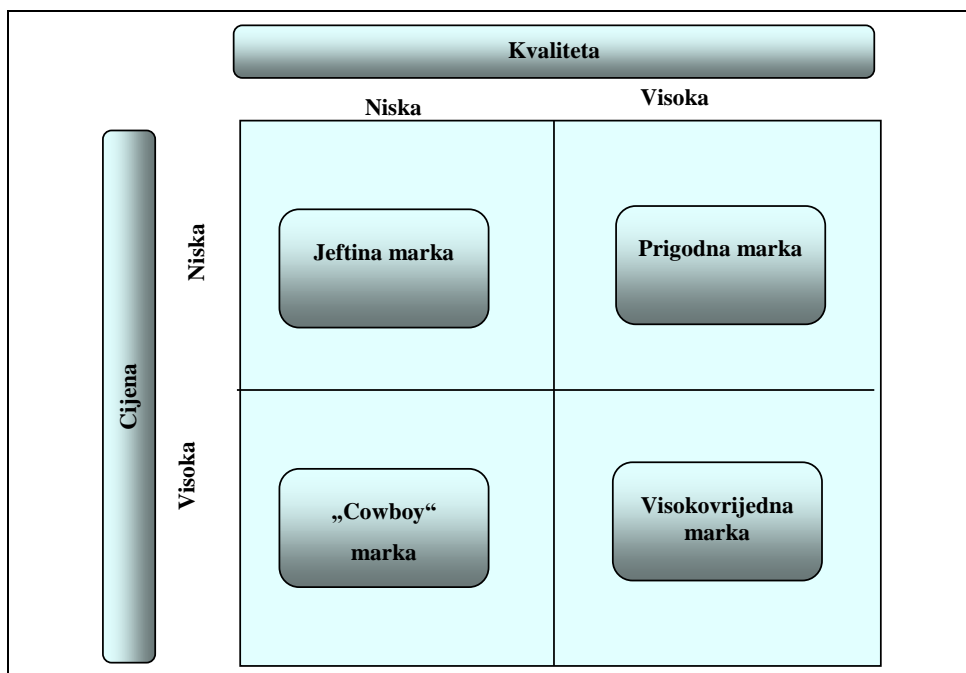 Kvaliteta
Niska
Visoka
Cijena
Niska
Jeftina marka
Prigodna marka
Visoka
„Cowboy“
marka
Visokovrijedna
marka